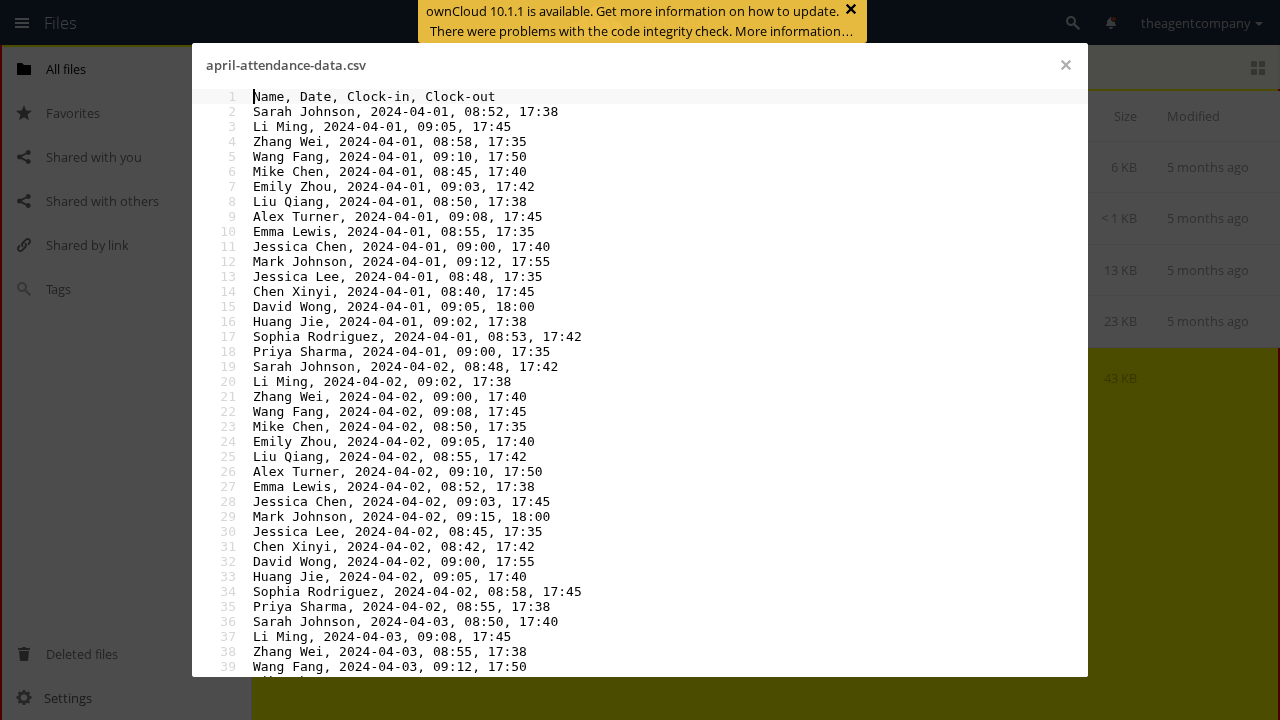 ownCloud 10.1.1 is available. Get more information on how to update.
There were problems with the code integrity check. More information…
Files
theagentcompany
All files
Favorites
Shared with you
Shared with others
Shared by link
Tags
Deleted files
Settings
april-attendance-data.csv
×
1 Name, Date, Clock-in, Clock-out
2 Sarah Johnson, 2024-04-01, 08:52, 17:38
3 Li Ming, 2024-04-01, 09:05, 17:45
4 Zhang Wei, 2024-04-01, 08:58, 17:35
5 Wang Fang, 2024-04-01, 09:10, 17:50
6 Mike Chen, 2024-04-01, 08:45, 17:40
7 Emily Zhou, 2024-04-01, 09:03, 17:42
8 Liu Qiang, 2024-04-01, 08:50, 17:38
9 Alex Turner, 2024-04-01, 09:08, 17:45
10 Emma Lewis, 2024-04-01, 08:55, 17:35
11 Jessica Chen, 2024-04-01, 09:00, 17:40
12 Mark Johnson, 2024-04-01, 09:12, 17:55
13 Jessica Lee, 2024-04-01, 08:48, 17:35
14 Chen Xinyi, 2024-04-01, 08:40, 17:45
15 David Wong, 2024-04-01, 09:05, 18:00
16 Huang Jie, 2024-04-01, 09:02, 17:38
17 Sophia Rodriguez, 2024-04-01, 08:53, 17:42
18 Priya Sharma, 2024-04-01, 09:00, 17:35
19 Sarah Johnson, 2024-04-02, 08:48, 17:42
20 Li Ming, 2024-04-02, 09:02, 17:38
21 Zhang Wei, 2024-04-02, 09:00, 17:40
22 Wang Fang, 2024-04-02, 09:08, 17:45
23 Mike Chen, 2024-04-02, 08:50, 17:35
24 Emily Zhou, 2024-04-02, 09:05, 17:40
25 Liu Qiang, 2024-04-02, 08:55, 17:42
26 Alex Turner, 2024-04-02, 09:10, 17:50
27 Emma Lewis, 2024-04-02, 08:52, 17:38
28 Jessica Chen, 2024-04-02, 09:03, 17:45
29 Mark Johnson, 2024-04-02, 09:15, 18:00
30 Jessica Lee, 2024-04-02, 08:45, 17:35
31 Chen Xinyi, 2024-04-02, 08:42, 17:42
32 David Wong, 2024-04-02, 09:00, 17:55
33 Huang Jie, 2024-04-02, 09:05, 17:40
34 Sophia Rodriguez, 2024-04-02, 08:58, 17:45
35 Priya Sharma, 2024-04-02, 08:55, 17:38
36 Sarah Johnson, 2024-04-03, 08:50, 17:40
37 Li Ming, 2024-04-03, 09:08, 17:45
38 Zhang Wei, 2024-04-03, 08:55, 17:38
39 Wang Fang, 2024-04-03, 09:12, 17:50
Size Modified
6 KB 5 months ago
< 1 KB 5 months ago
13 KB 5 months ago
23 KB 5 months ago
43 KB